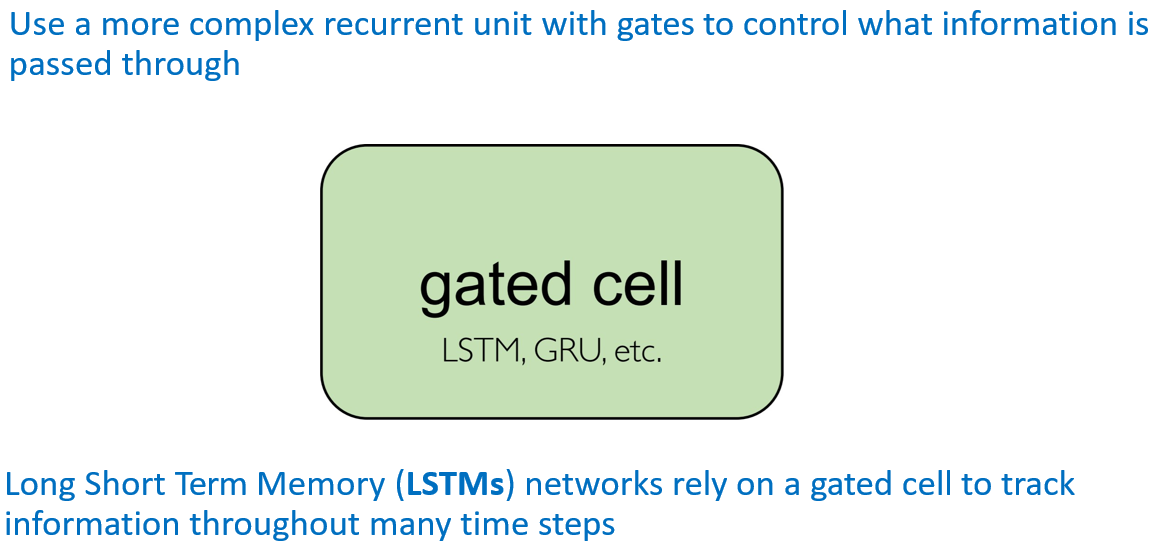 Use a more complex recurrent unit with gates to control what information is
passed through
gated cell
LSTM, GRU, etc.
Long Short Term Memory (LSTMs) networks rely on a gated cell to track
information throughout many time steps